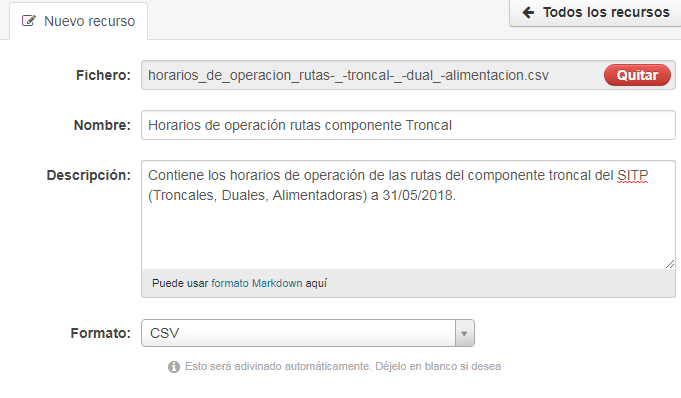 Nuevo recurso
Todos los recursos
Fichero: horarios_de_operacion_rutas-_-troncal-_-dual_-alimentacion.csv Quitar
Nombre: Horarios de operación rutas componente Troncal
Descripción: Contiene los horarios de operación de las rutas del componente troncal del SITP
(Troncales, Duales, Alimentadoras) a 31/05/2018.
Puede usar formato Markdown aquí
Formato: CSV
Esto será adivinado automáticamente. Déjelo en blanco si desea